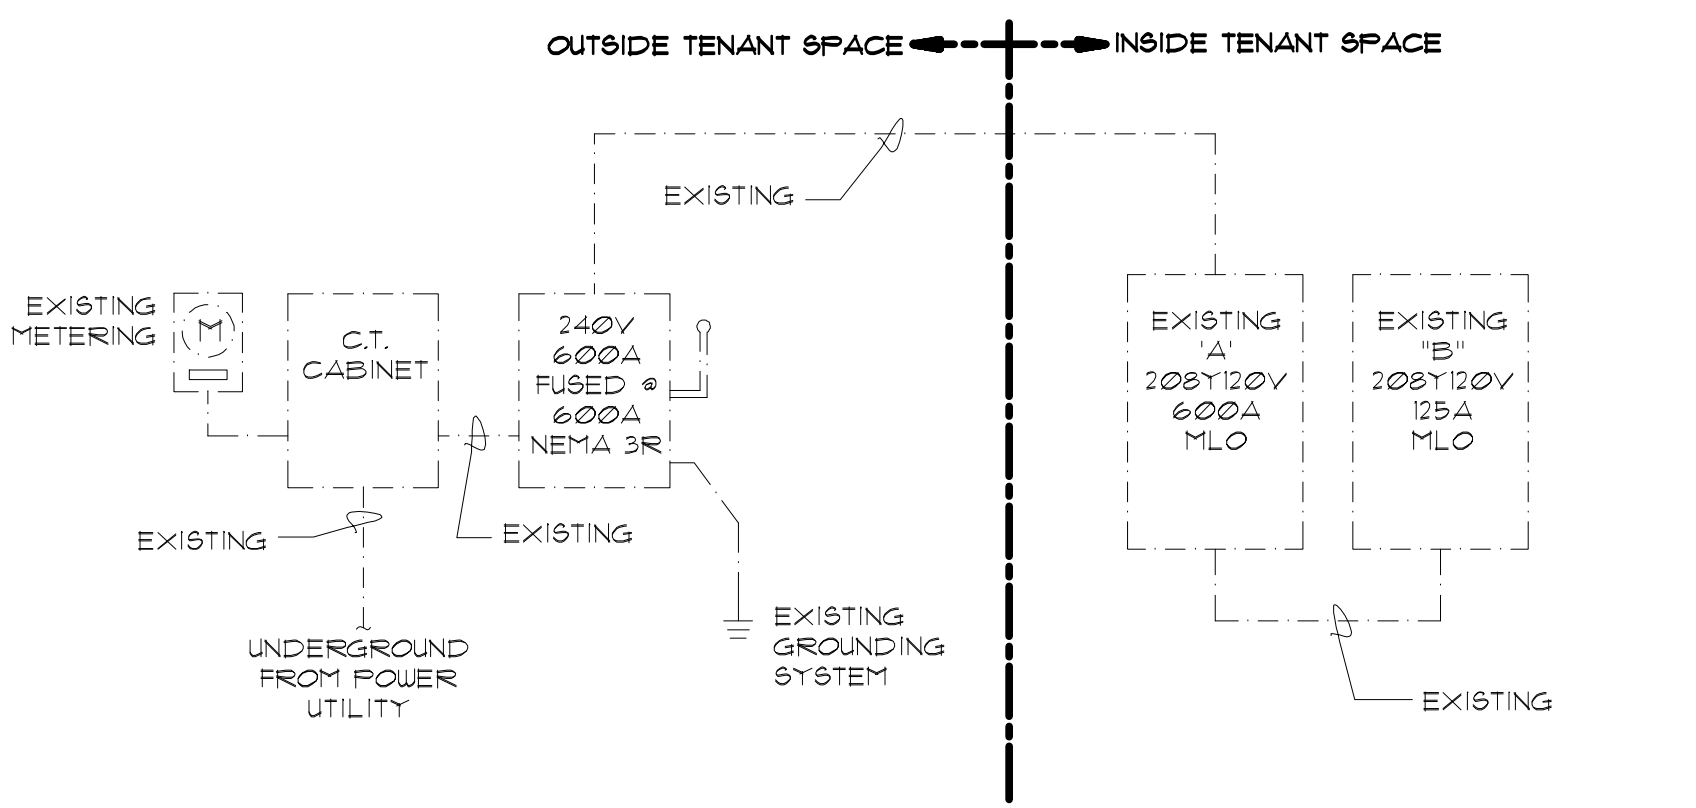 OUTSIDE TENANT SPACE
INSIDE TENANT SPACE
EXISTING
EXISTING
METERING
M
C.T.
CABINET
240V
600A
FUSED @
600A
NEMA 3R
EXISTING
'A'
208Y120V
600A
MLO
EXISTING
"B"
208Y120V
125A
MLO
EXISTING
EXISTING
UNDERGROUND
FROM POWER
UTILITY
EXISTING
GROUNDING
SYSTEM
EXISTING